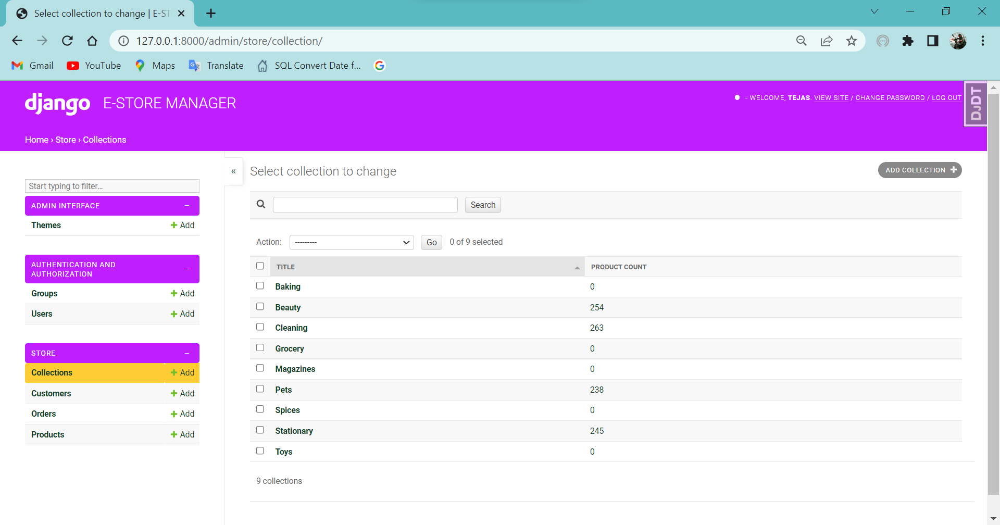 Select collection to change | E-ST
127.0.0.1:8000/admin/store/collection/
Gmail YouTube Maps Translate SQL Convert Date f...
django E-STORE MANAGER
- WELCOME, TEJAS. VIEW SITE / CHANGE PASSWORD / LOG OUT
DJDT
Home › Store › Collections
«
Select collection to change
ADD COLLECTION +
Start typing to filter...
ADMIN INTERFACE –
Themes + Add
AUTHENTICATION AND
AUTHORIZATION –
Groups + Add
Users + Add
STORE –
Collections + Add
Customers + Add
Orders + Add
Products + Add
Search
Action: --------- Go 0 of 9 selected
TITLE PRODUCT COUNT
Baking 0
Beauty 254
Cleaning 263
Grocery 0
Magazines 0
Pets 238
Spices 0
Stationary 245
Toys 0
9 collections